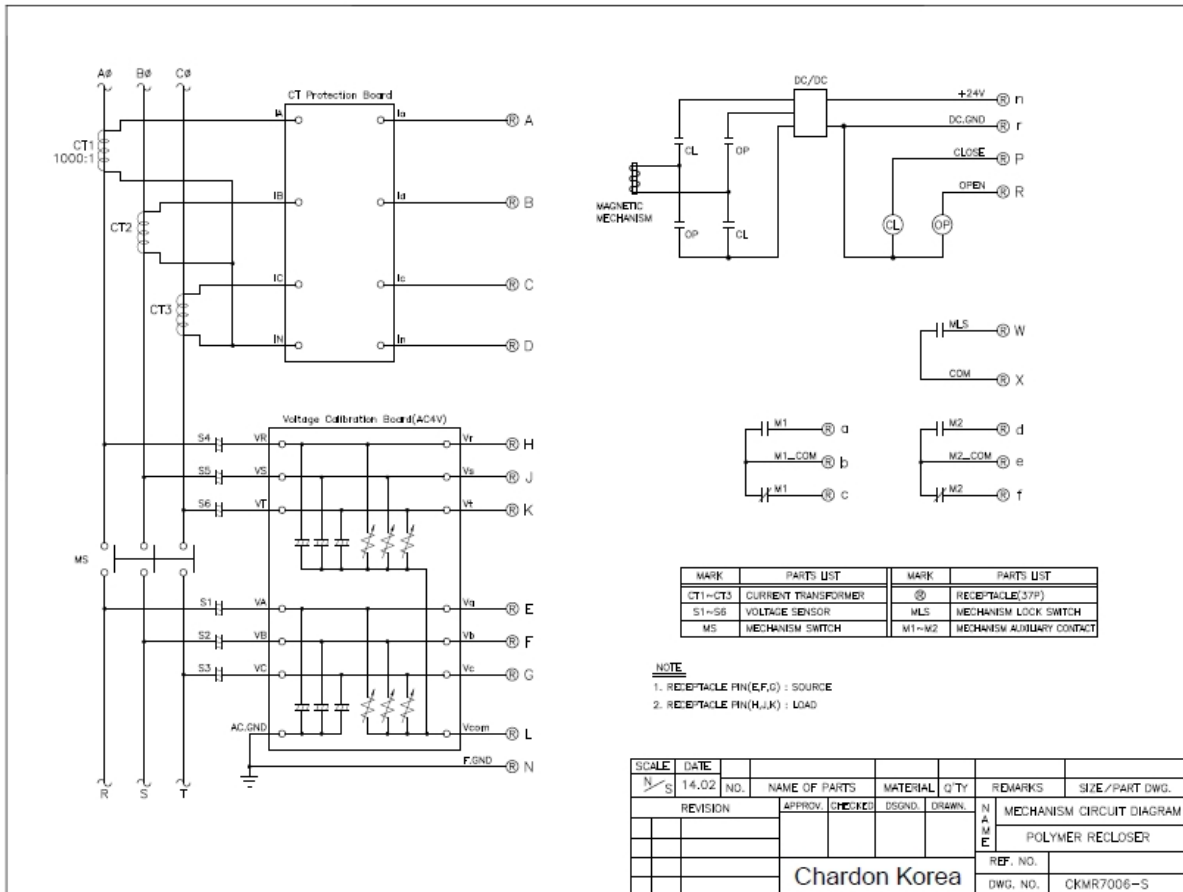 AØ BØ CØ
CT Protection Board
CT1
1000:1
CT2
CT3
IA Ia Ⓡ A
IB Id Ⓡ B
IC Ic Ⓡ C
IN In Ⓡ D
Voltage Calibration Board(AC4V)
S4 VR Vr Ⓡ H
S5 VS Vs Ⓡ J
S6 VT Vt Ⓡ K
MS
S1 VA Va Ⓡ E
S2 VB Vb Ⓡ F
S3 VC Vc Ⓡ G
AC.GND Vcom Ⓡ L
F.GND Ⓡ N
R S T
DC/DC
+24V Ⓡ n
DC.GND Ⓡ r
CLOSE Ⓡ P
OPEN Ⓡ R
CL OP
MAGNETIC
MECHANISM
OP CL
CL OP
MLS Ⓡ W
COM Ⓡ X
M1 Ⓡ a
M1_COM Ⓡ b
M1 Ⓡ c
M2 Ⓡ d
M2_COM Ⓡ e
M2 Ⓡ f
MARK PARTS LIST MARK PARTS LIST
CT1~CT3 CURRENT TRANSFORMER Ⓡ RECEPTACLE(37P)
S1~S6 VOLTAGE SENSOR MLS MECHANISM LOCK SWITCH
MS MECHANISM SWITCH M1~M2 MECHANISM AUXILIARY CONTACT
NOTE
1. RECEPTACLE PIN(E,F,G) : SOURCE
2. RECEPTACLE PIN(H,J,K) : LOAD
SCALE DATE
N/S 14.02 NO. NAME OF PARTS MATERIAL Q'TY REMARKS SIZE/PART DWG.
REVISION APPROV. CHECKED DSGND. DRAWN. NAME MECHANISM CIRCUIT DIAGRAM
POLYMER RECLOSER
Chardon Korea REF. NO.
DWG. NO. CKMR7006-S